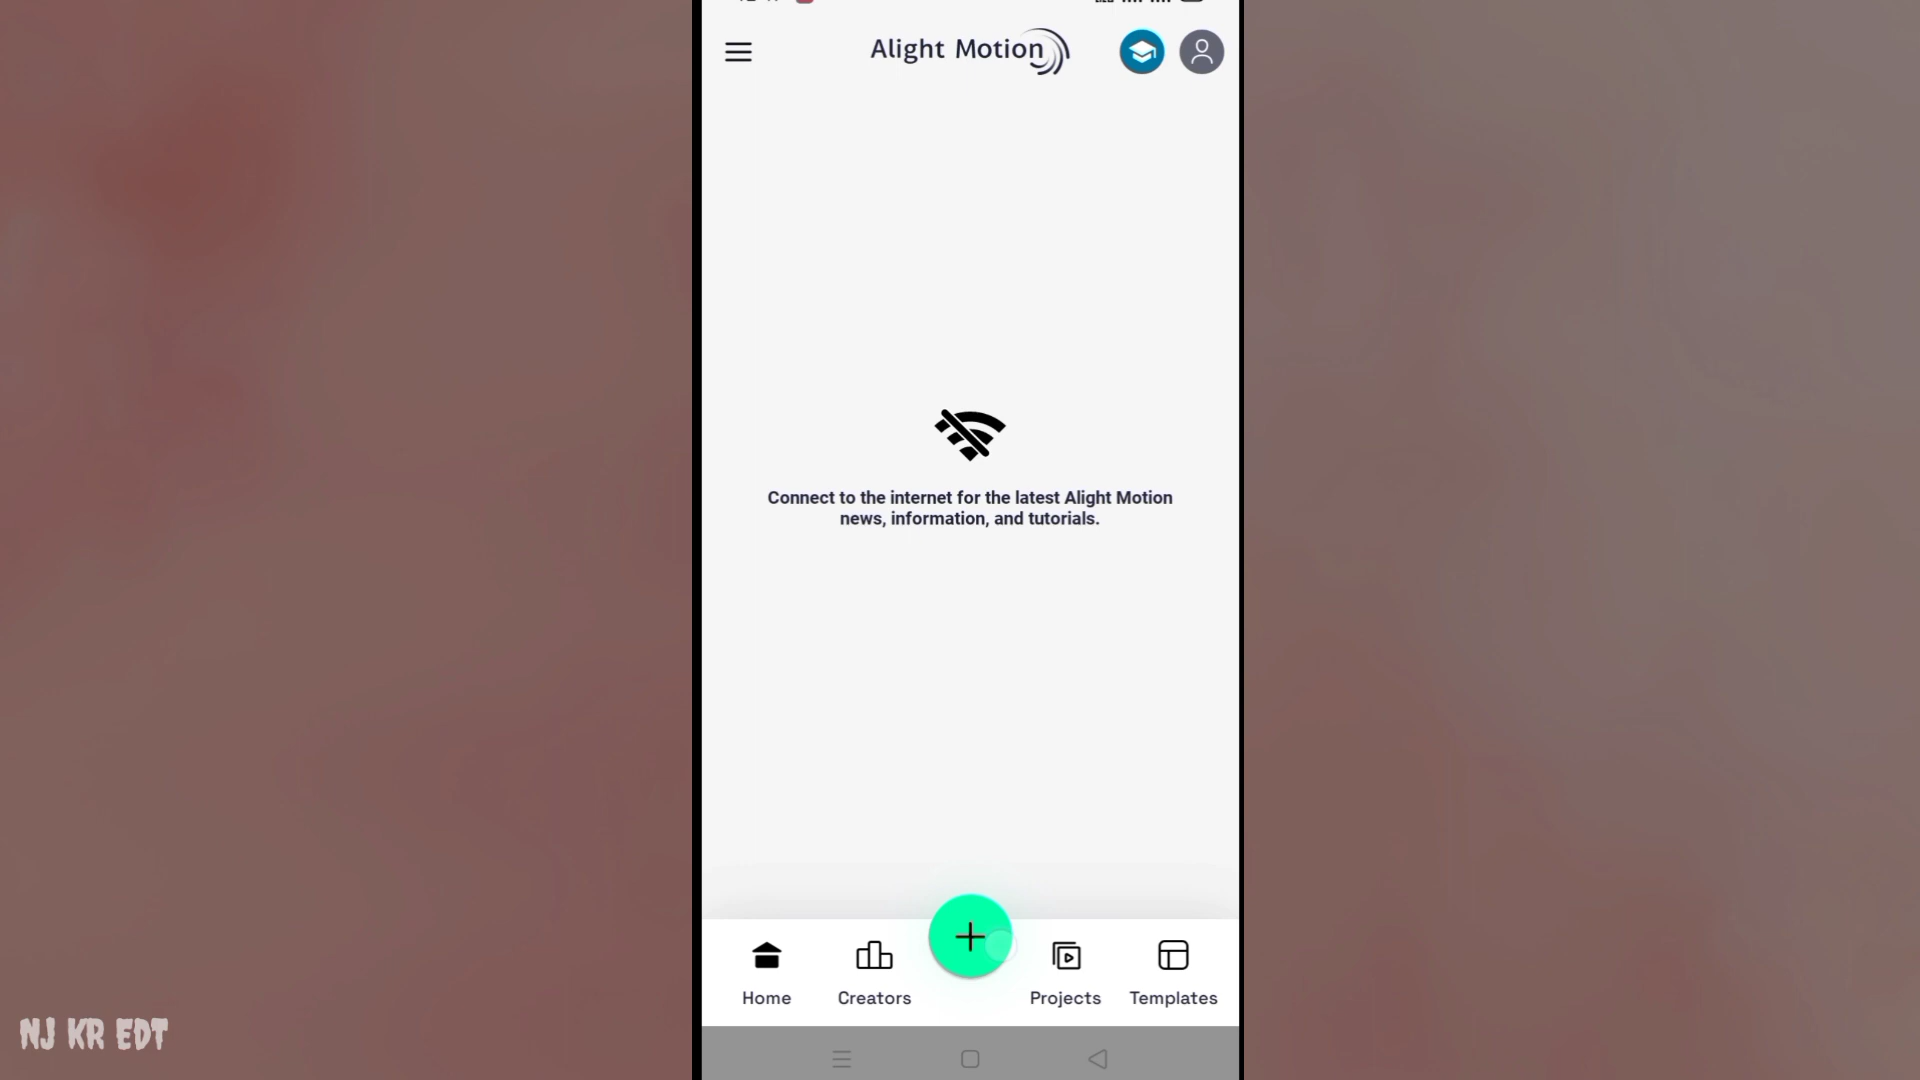 Alight Motion
Connect to the internet for the latest Alight Motion
news, information, and tutorials.
Home
Creators
Projects
Templates
NJ KR EDT